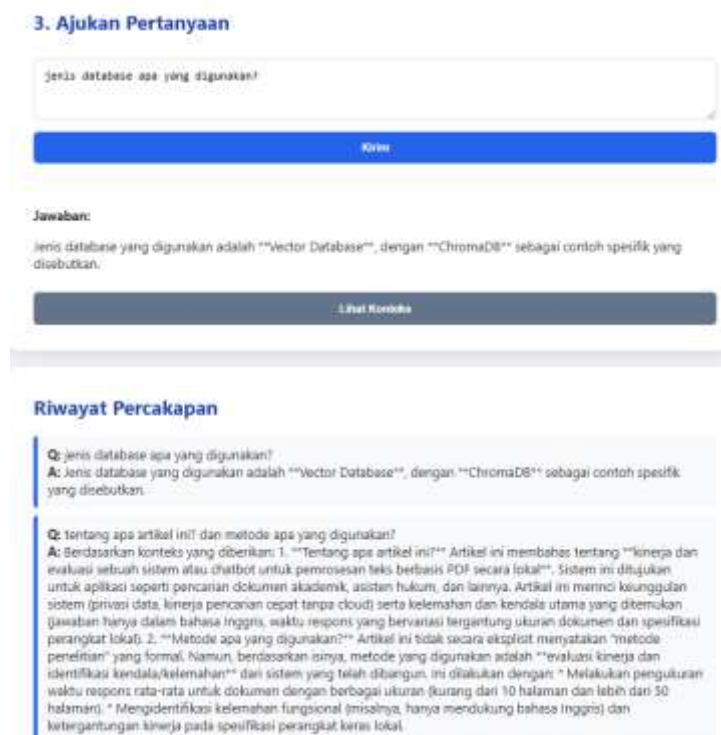 3. Ajukan Pertanyaan
jenis database apa yang digunakan?
Kirim
Jawaban:
Jenis database yang digunakan adalah **Vector Database**, dengan **ChromaDB** sebagai contoh spesifik yang
disebutkan.
Lihat Konteks
Riwayat Percakapan
Q: jenis database apa yang digunakan?
A: Jenis database yang digunakan adalah **Vector Database**, dengan **ChromaDB** sebagai contoh spesifik
yang disebutkan.
Q: tentang apa artikel ini? dan metode apa yang digunakan?
A: Berdasarkan konteks yang diberikan: 1. **Tentang apa artikel ini?** Artikel ini membahas tentang **kinerja dan
evaluasi sebuah sistem atau chatbot untuk pemrosesan teks berbasis PDF secara lokal**. Sistem ini ditujukan
untuk aplikasi seperti pencarian dokumen akademik, asisten hukum, dan lainnya. Artikel ini merinci keunggulan
sistem (privasi data, kinerja pencarian cepat tanpa cloud) serta kelemahan dan kendala utama yang ditemukan
(jawaban hanya dalam bahasa Inggris, waktu respons yang bervariasi tergantung ukuran dokumen dan spesifikasi
perangkat lokal). 2. **Metode apa yang digunakan?** Artikel ini tidak secara eksplisit menyatakan "metode
penelitian" yang formal. Namun, berdasarkan isinya, metode yang digunakan adalah **evaluasi kinerja dan
identifikasi kendala/kelemahan** dari sistem yang telah dibangun. Ini dilakukan dengan: * Melakukan pengukuran
waktu respons rata-rata untuk dokumen dengan berbagai ukuran (kurang dari 10 halaman dan lebih dari 50
halaman). * Mengidentifikasi kelemahan fungsional (misalnya, hanya mendukung bahasa Inggris) dan
ketergantungan kinerja pada spesifikasi perangkat keras lokal.